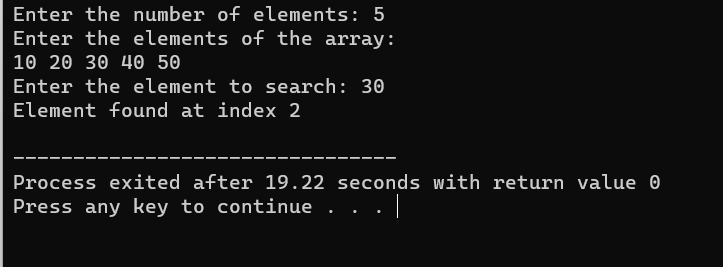 Enter the number of elements: 5
Enter the elements of the array:
10 20 30 40 50
Enter the element to search: 30
Element found at index 2
--------------------------------
Process exited after 19.22 seconds with return value 0
Press any key to continue . . .